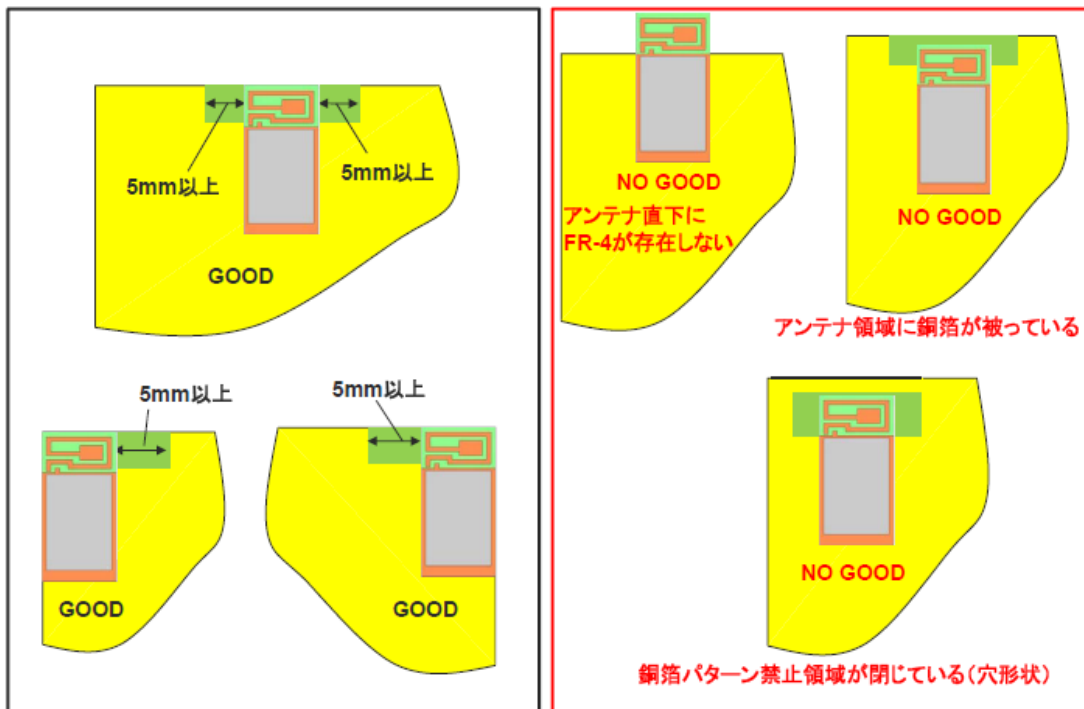 5mm以上
5mm以上
GOOD
5mm以上
5mm以上
GOOD
GOOD
NO GOOD
アンテナ直下に
FR-4が存在しない
NO GOOD
アンテナ領域に銅箔が被っている
NO GOOD
銅箔パターン禁止領域が閉じている(穴形状)